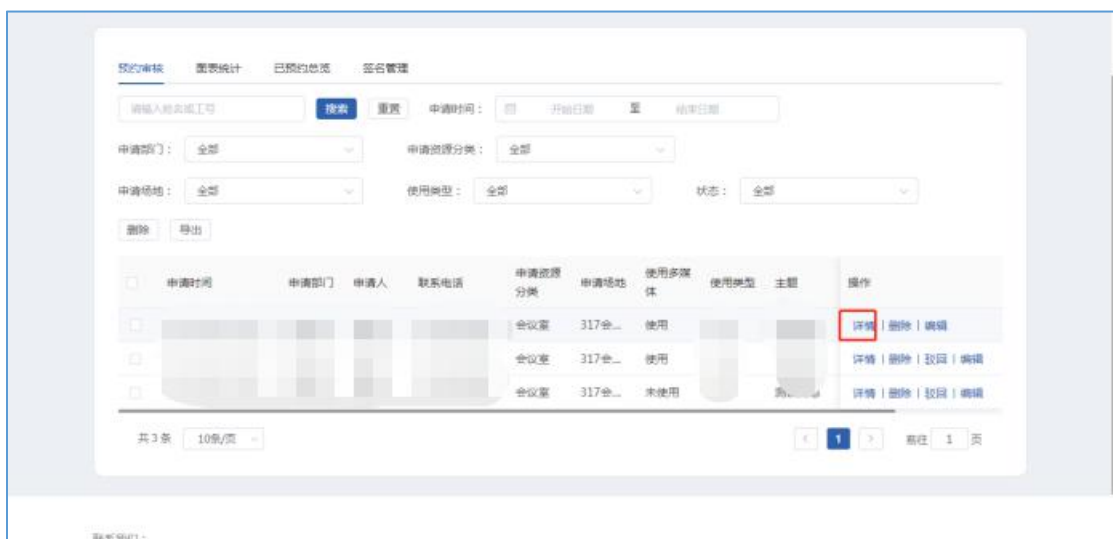 预约审核 图表统计 已预约总览 签名管理
请输入姓名或工号 搜索 重置 申请时间： 开始日期 至 结束日期
申请部门： 全部 申请资源分类： 全部
申请场地： 全部 使用类型： 全部 状态： 全部
删除 导出
申请时间 申请部门 申请人 联系电话 申请资源分类 申请场地 使用多媒体 使用类型 主题 操作
会议室 317会... 使用 详情 | 删除 | 编辑
会议室 317会... 使用 详情 | 删除 | 驳回 | 编辑
会议室 317会... 未使用 详情 | 删除 | 驳回 | 编辑
共 3 条 10条/页 < 1 > 前往 1 页